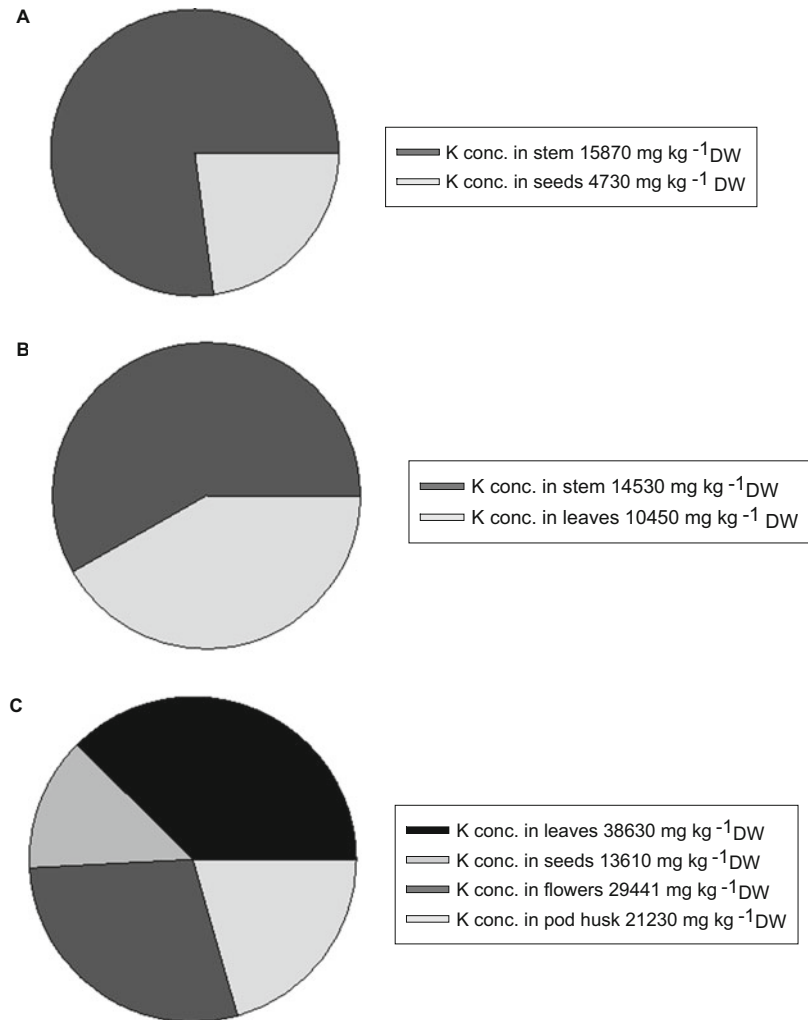 A
K conc. in stem 15870 mg kg -1DW
K conc. in seeds 4730 mg kg -1 DW
B
K conc. in stem 14530 mg kg -1DW
K conc. in leaves 10450 mg kg -1 DW
C
K conc. in leaves 38630 mg kg -1DW
K conc. in seeds 13610 mg kg -1DW
K conc. in flowers 29441 mg kg -1DW
K conc. in pod husk 21230 mg kg -1DW